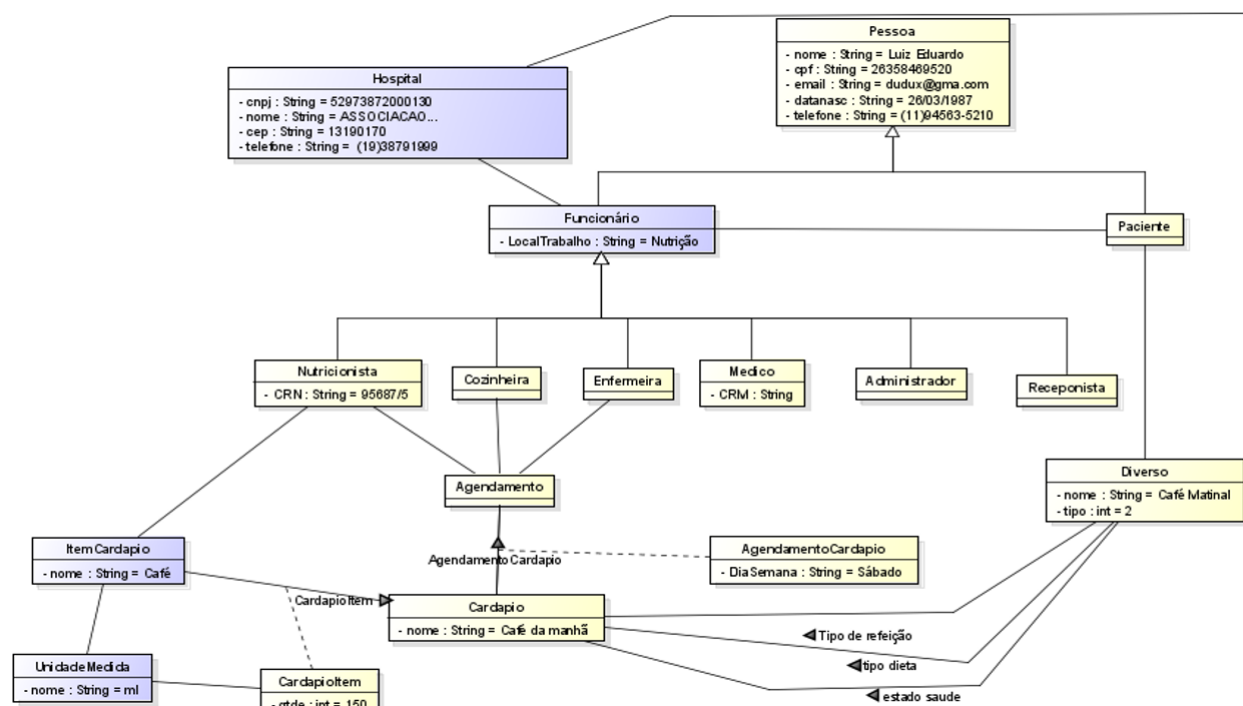 Pessoa
- nome : String = Luiz Eduardo
- cpf : String = 26358469520
- email : String = dudux@gma.com
- datanasc : String = 26/03/1987
- telefone : String = (11)94563-5210
Hospital
- cnpj : String = 52973872000130
- nome : String = ASSOCIACAO...
- cep : String = 13190170
- telefone : String = (19)38791999
Funcionário
- LocalTrabalho : String = Nutrição
Paciente
Nutricionista
- CRN : String = 95687/5
Cozinheira
Enfermeira
Medico
- CRM : String
Administrador
Receponista
Agendamento
Diverso
- nome : String = Café Matinal
- tipo : int = 2
ItemCardapio
- nome : String = Café
AgendamentoCardapio
AgendamentoCardapio
- DiaSemana : String = Sábado
CardapioItem
Cardapio
- nome : String = Café da manhã
Tipo de refeição
tipo dieta
estado saude
UnidadeMedida
- nome : String = ml
CardapioItem
- qtde : int = 150